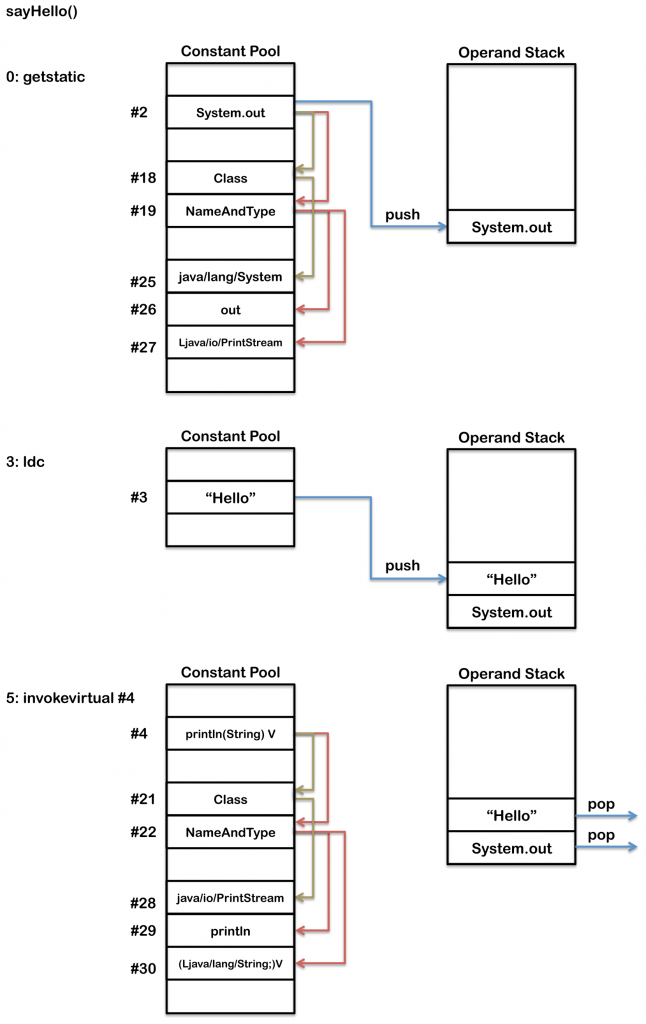 sayHello()
Constant Pool
Operand Stack
0: getstatic
#2
System.out
#18
Class
#19
NameAndType
push
System.out
#25
java/lang/System
#26
out
#27
Ljava/io/PrintStream
Constant Pool
Operand Stack
3: ldc
#3
“Hello”
push
“Hello”
System.out
Constant Pool
Operand Stack
5: invokevirtual #4
#4
println(String) V
#21
Class
#22
NameAndType
“Hello”
pop
System.out
pop
#28
java/io/PrintStream
#29
println
#30
(Ljava/lang/String;)V